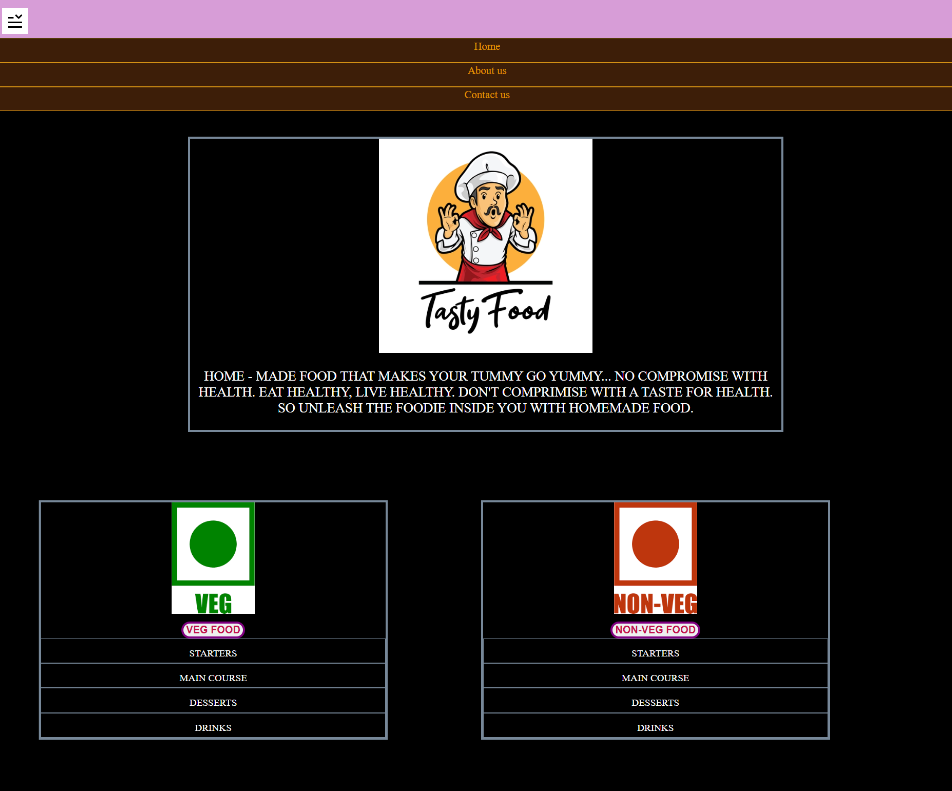 Home
About us
Contact us
Tasty Food
HOME - MADE FOOD THAT MAKES YOUR TUMMY GO YUMMY... NO COMPROMISE WITH
HEALTH. EAT HEALTHY, LIVE HEALTHY. DON'T COMPRIMISE WITH A TASTE FOR HEALTH.
SO UNLEASH THE FOODIE INSIDE YOU WITH HOMEMADE FOOD.
VEG
VEG FOOD
STARTERS
MAIN COURSE
DESSERTS
DRINKS
NON-VEG
NON-VEG FOOD
STARTERS
MAIN COURSE
DESSERTS
DRINKS